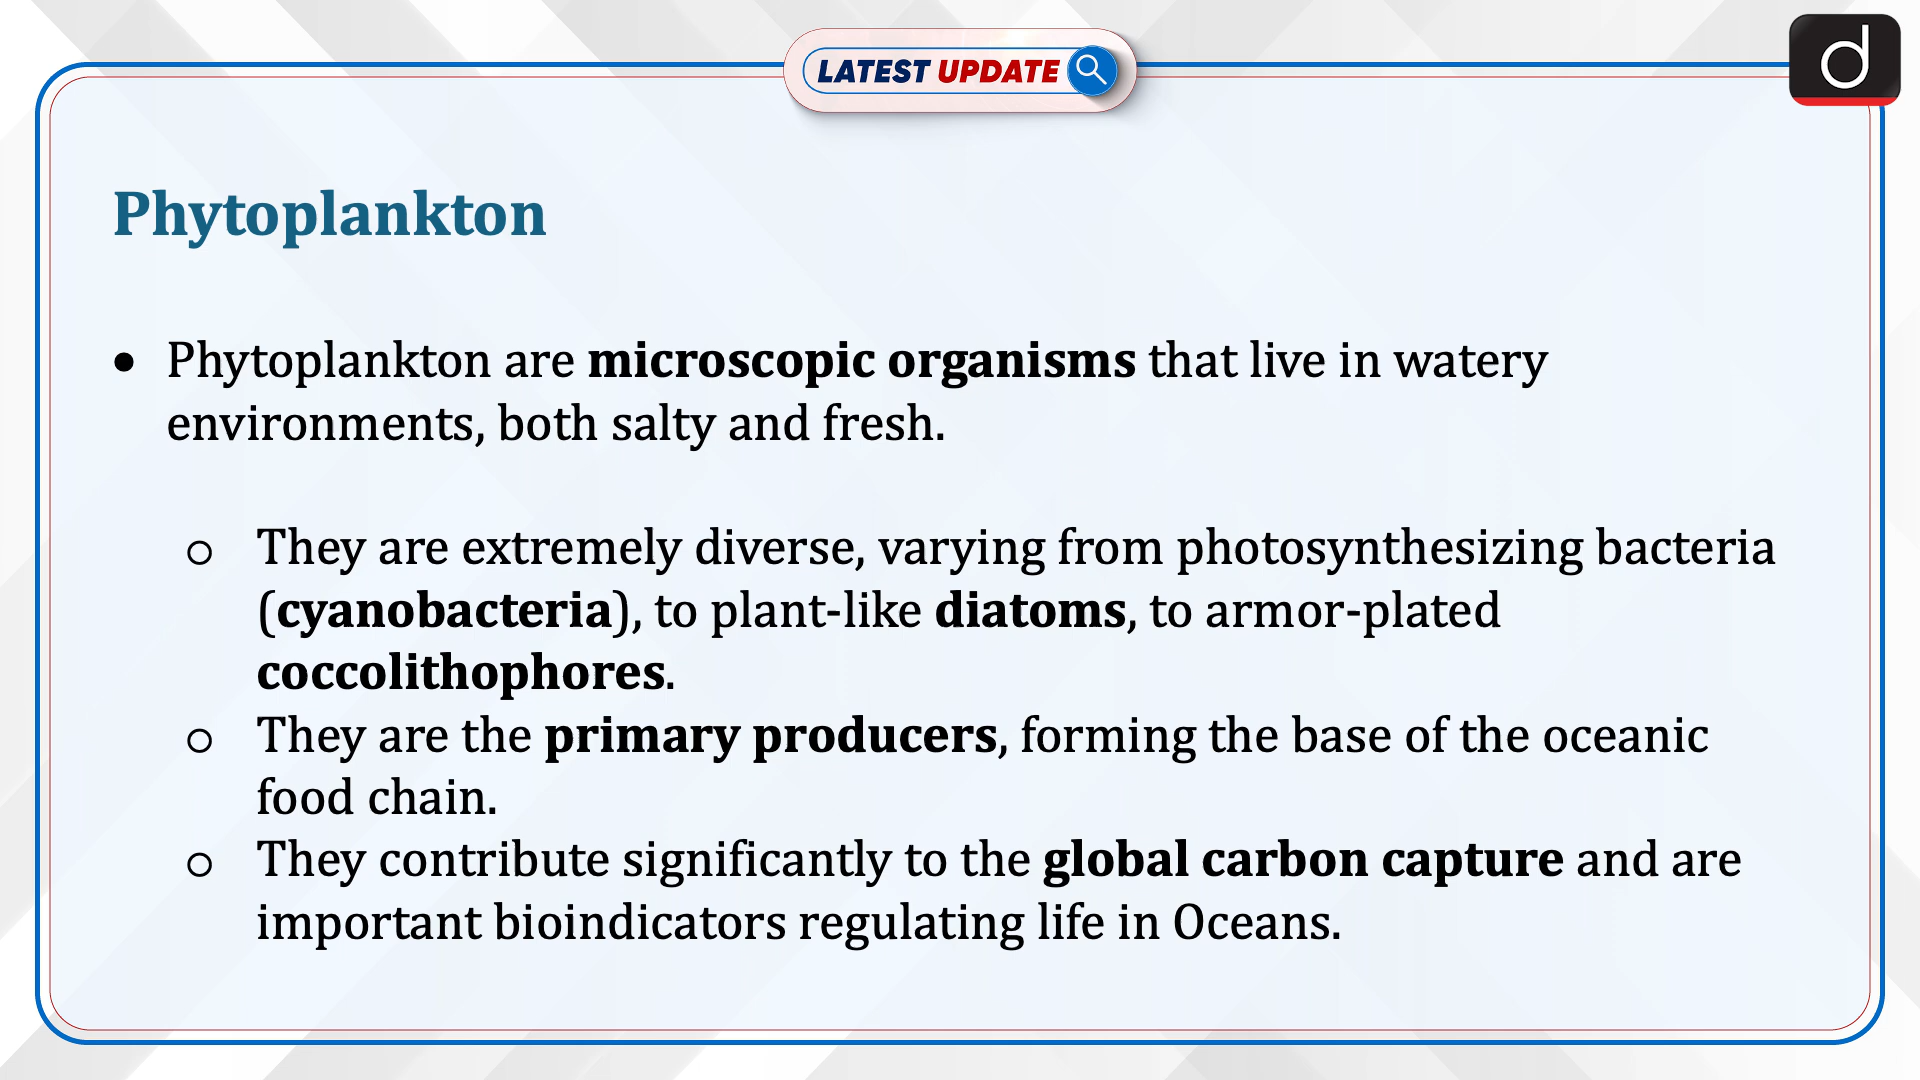 LATEST UPDATE
d
Phytoplankton
• Phytoplankton are microscopic organisms that live in watery
environments, both salty and fresh.
○ They are extremely diverse, varying from photosynthesizing bacteria
(cyanobacteria), to plant-like diatoms, to armor-plated
coccolithophores.
○ They are the primary producers, forming the base of the oceanic
food chain.
○ They contribute significantly to the global carbon capture and are
important bioindicators regulating life in Oceans.